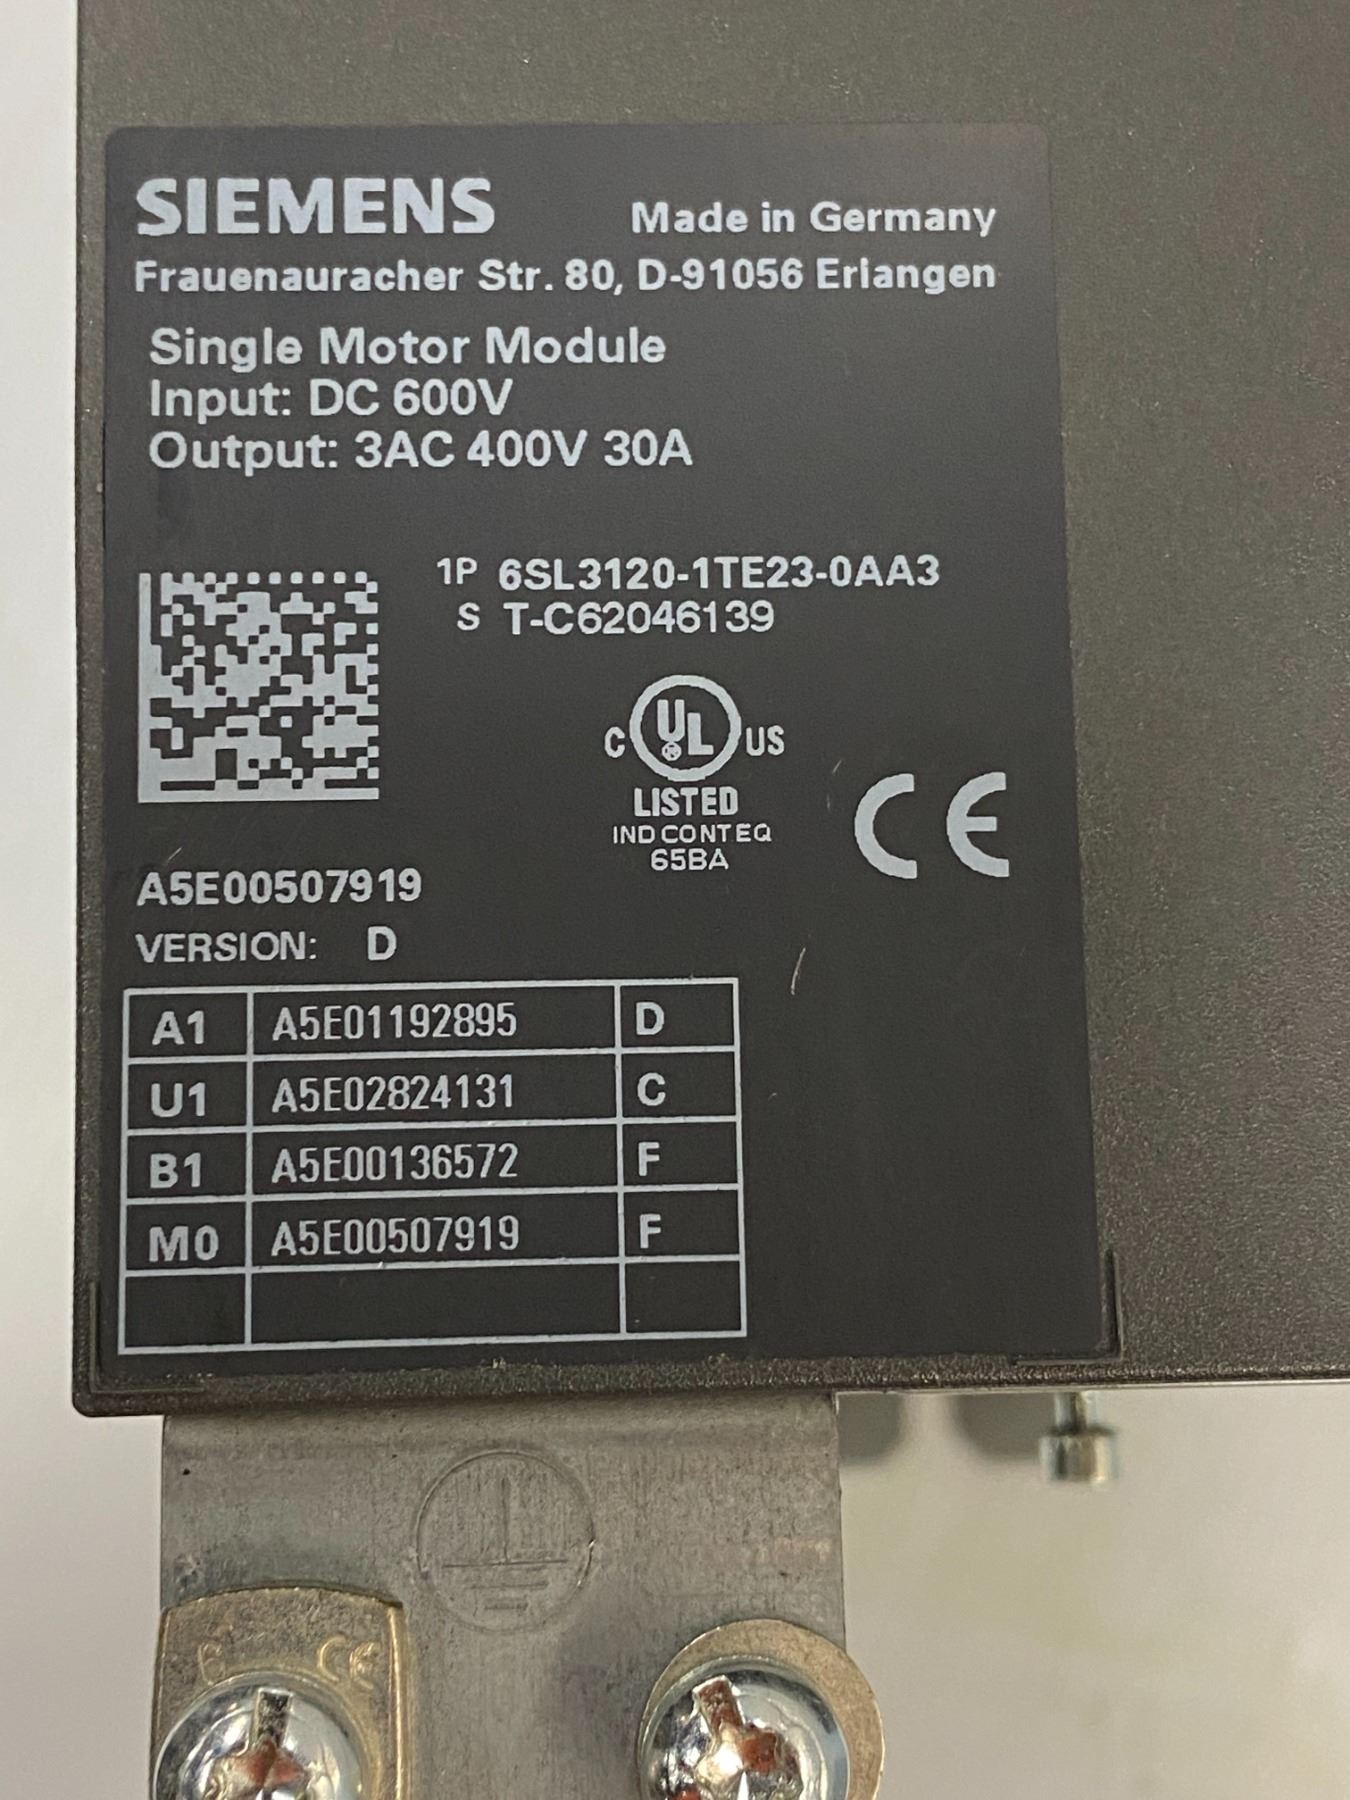 SIEMENS Made in Germany
Frauenauracher Str. 80, D-91056 Erlangen
Single Motor Module
Input: DC 600V
Output: 3AC 400V 30A
1P 6SL3120-1TE23-0AA3
S T-C62046139
C UL ® US
LISTED
IND CONT EQ
65BA
CE
A5E00507919
VERSION: D
A1 A5E01192895 D
U1 A5E02824131 C
B1 A5E00136572 F
M0 A5E00507919 F